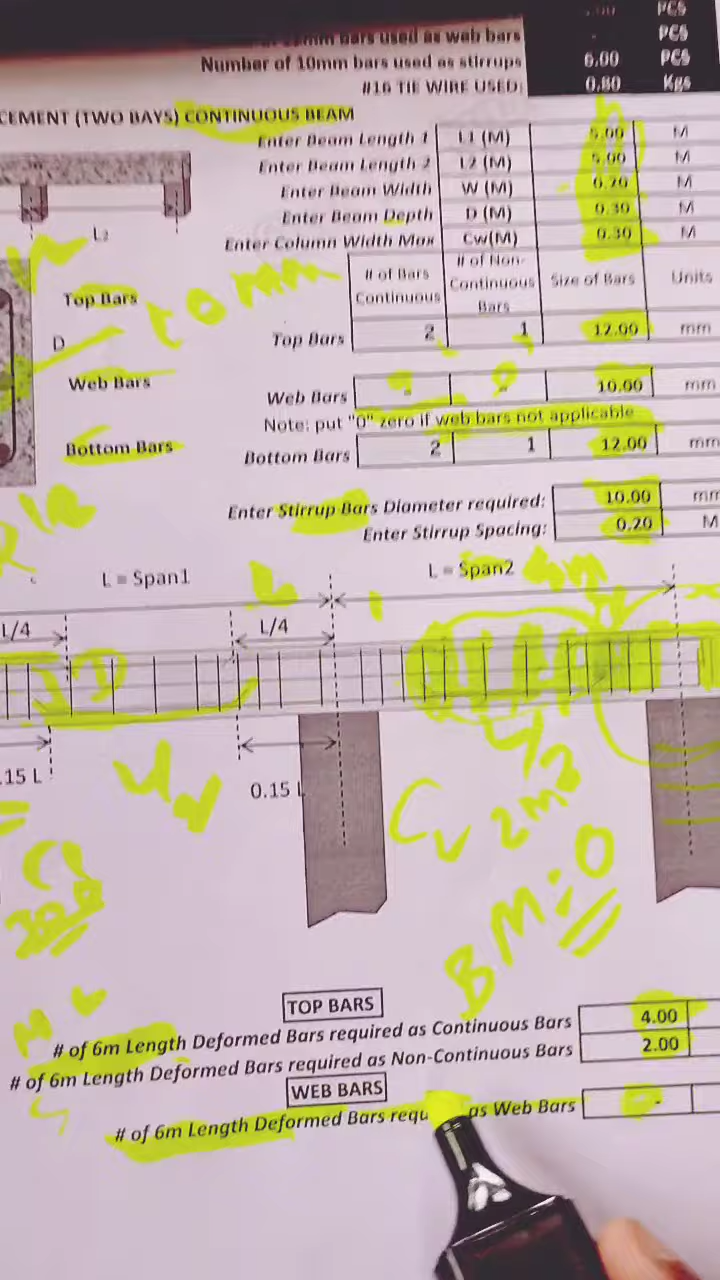 mm bars used as web bars - PCS
Number of 10mm bars used as stirrups 6.00 PCS
#16 TIE WIRE USED: 0.80 Kgs
CEMENT (TWO BAYS) CONTINUOUS BEAM
Enter Beam Length 1 L1 (M) 5.00 M
Enter Beam Length 2 L2 (M) 5.00 M
Enter Beam Width W (M) 0.20 M
Enter Beam Depth D (M) 0.30 M
Enter Column Width Max Cw(M) 0.30 M
L2
# of Bars Continuous # of Non-Continuous Bars Size of Bars Units
Top Bars 10mm
D
Top Bars 2 1 12.00 mm
Web Bars
Web Bars - - 10.00 mm
Note: put "0" zero if web bars not applicable
Bottom Bars
Bottom Bars 2 1 12.00 mm
Enter Stirrup Bars Diameter required: 10.00 mm
Enter Stirrup Spacing: 0.20 M
L = Span1 L = Span2
L/4 L/4
.15 L 0.15 L
BM=0
TOP BARS
# of 6m Length Deformed Bars required as Continuous Bars 4.00
# of 6m Length Deformed Bars required as Non-Continuous Bars 2.00
WEB BARS
# of 6m Length Deformed Bars requ as Web Bars -